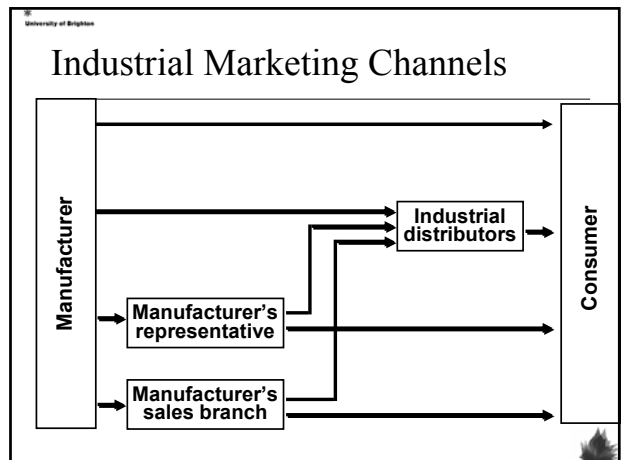 University of Brighton
Industrial Marketing Channels
Manufacturer
Industrial
distributors
Manufacturer's
representative
Manufacturer's
sales branch
Consumer